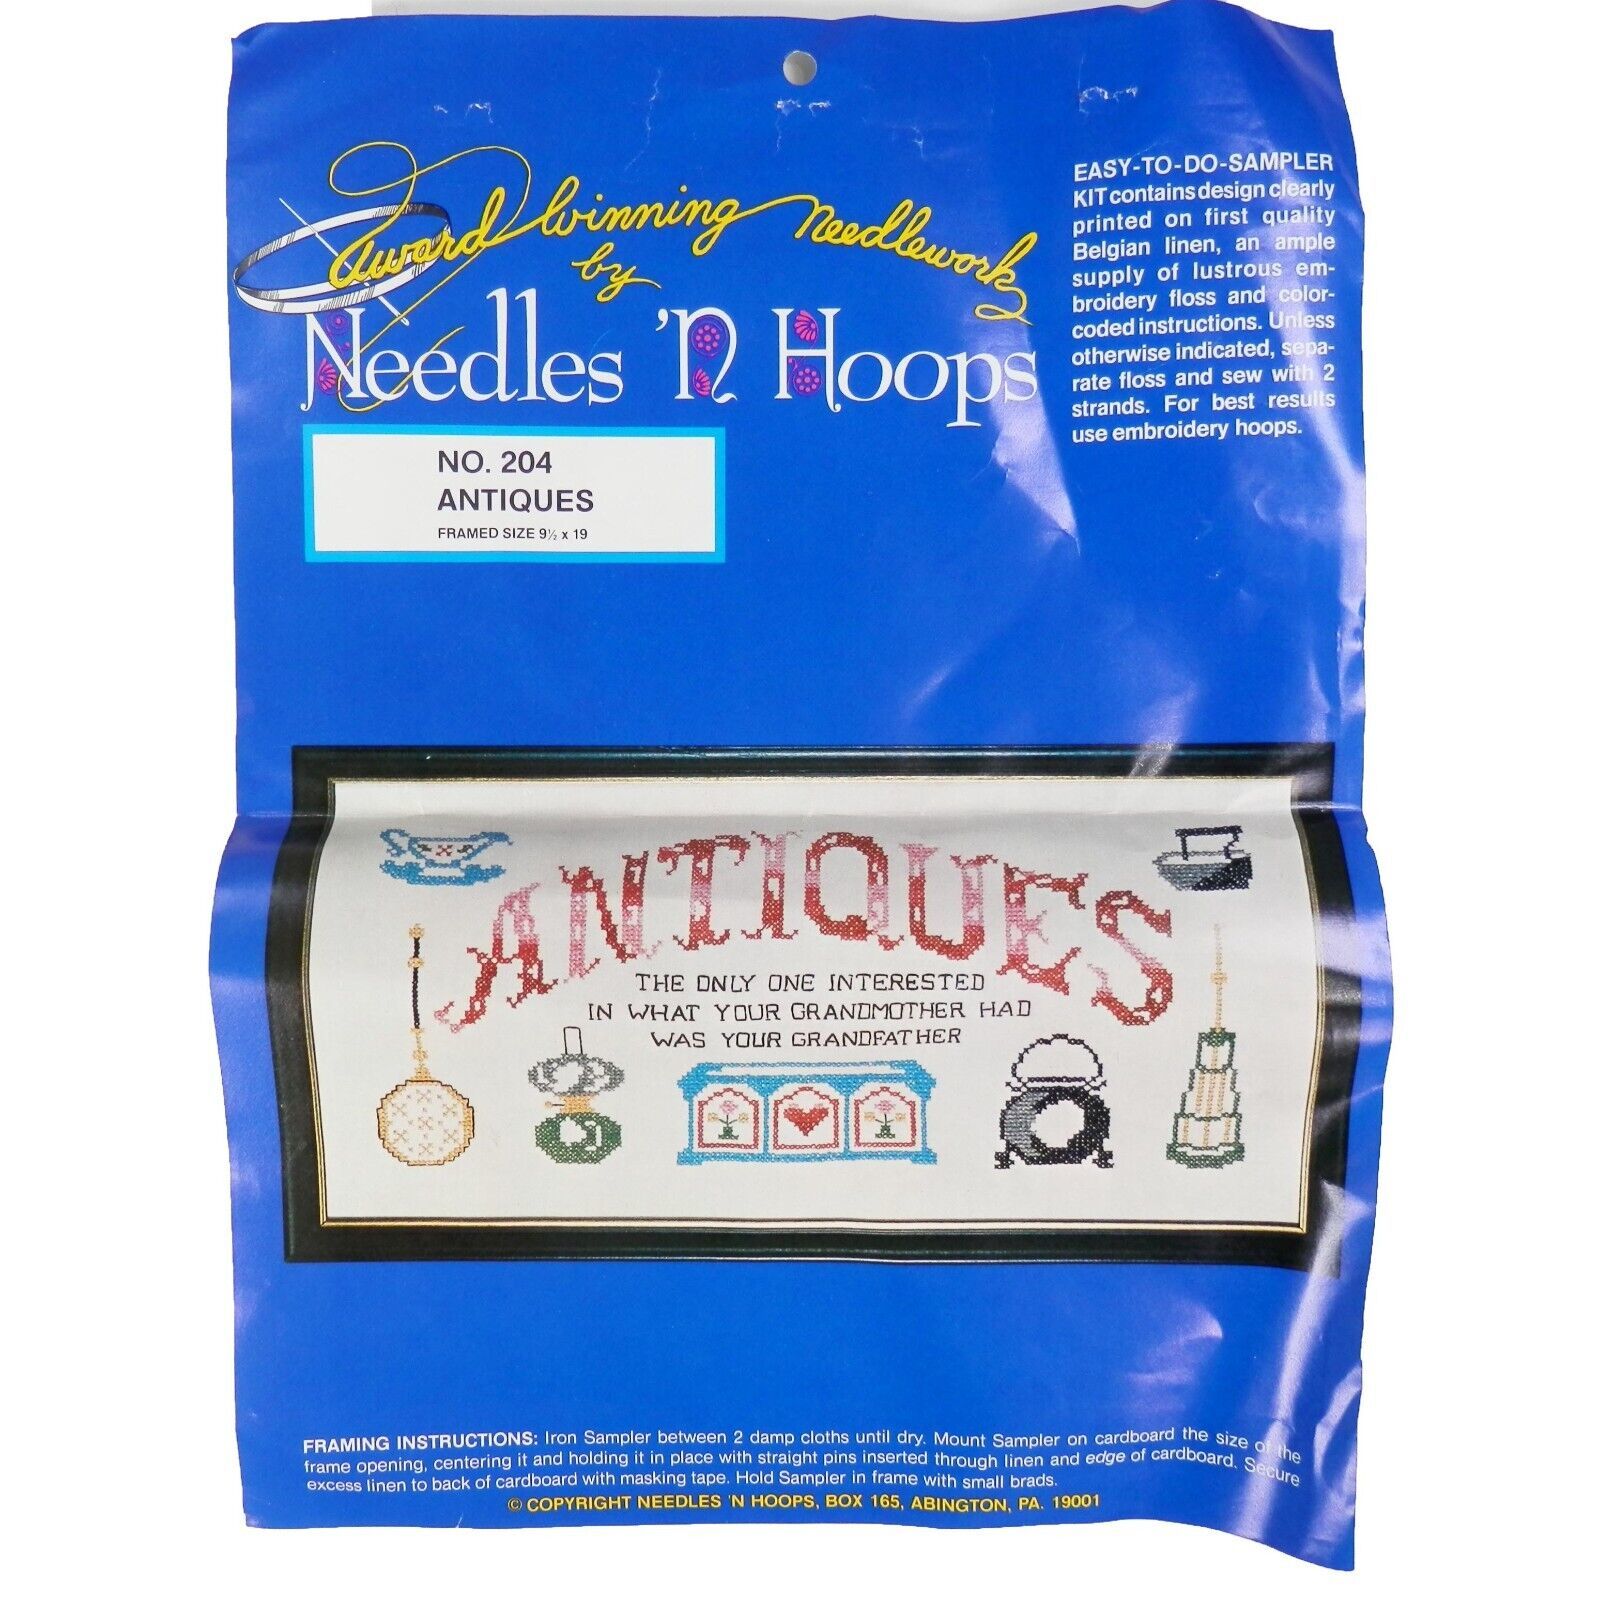 Award Winning Needlework
by
Needles 'N Hoops
EASY-TO-DO-SAMPLER
KIT contains design clearly
printed on first quality
Belgian linen, an ample
supply of lustrous em-
broidery floss and color-
coded instructions. Unless
otherwise indicated, sepa-
rate floss and sew with 2
strands. For best results
use embroidery hoops.
NO. 204
ANTIQUES
FRAMED SIZE 9½ x 19
ANTIQUES
THE ONLY ONE INTERESTED
IN WHAT YOUR GRANDMOTHER HAD
WAS YOUR GRANDFATHER
FRAMING INSTRUCTIONS: Iron Sampler between 2 damp cloths until dry. Mount Sampler on cardboard the size of the
frame opening, centering it and holding it in place with straight pins inserted through linen and edge of cardboard. Secure
excess linen to back of cardboard with masking tape. Hold Sampler in frame with small brads.
© COPYRIGHT NEEDLES 'N HOOPS, BOX 165, ABINGTON, PA. 19001